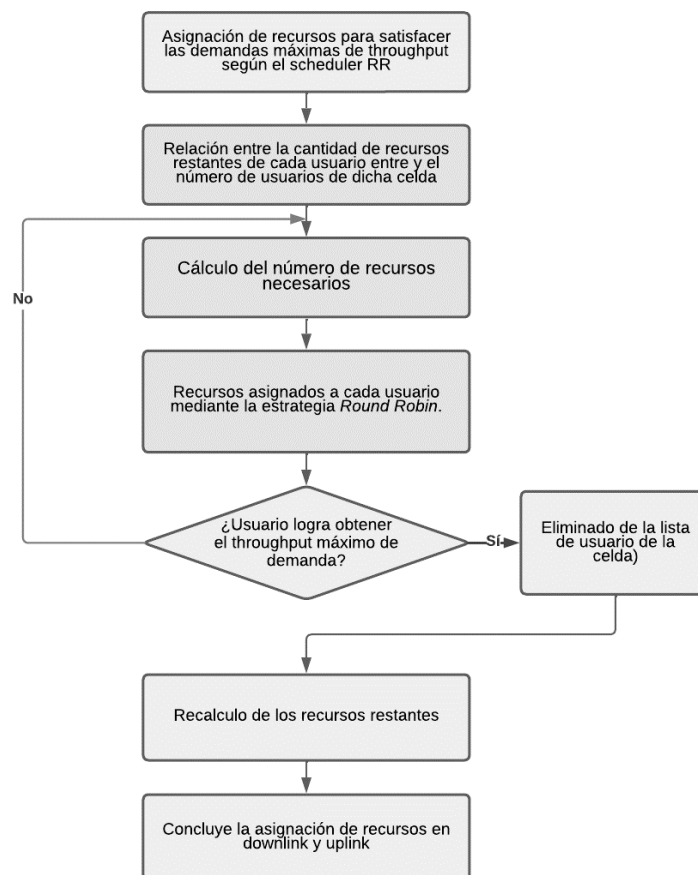 Asignación de recursos para satisfacer
las demandas máximas de throughput
según el scheduler RR
Relación entre la cantidad de recursos
restantes de cada usuario entre y el
número de usuarios de dicha celda
Cálculo del número de recursos
necesarios
No
Recursos asignados a cada usuario
mediante la estrategia Round Robin.
¿Usuario logra obtener
el throughput máximo de
demanda?
Sí
Eliminado de la lista
de usuario de la
celda)
Recalculo de los recursos restantes
Concluye la asignación de recursos en
downlink y uplink